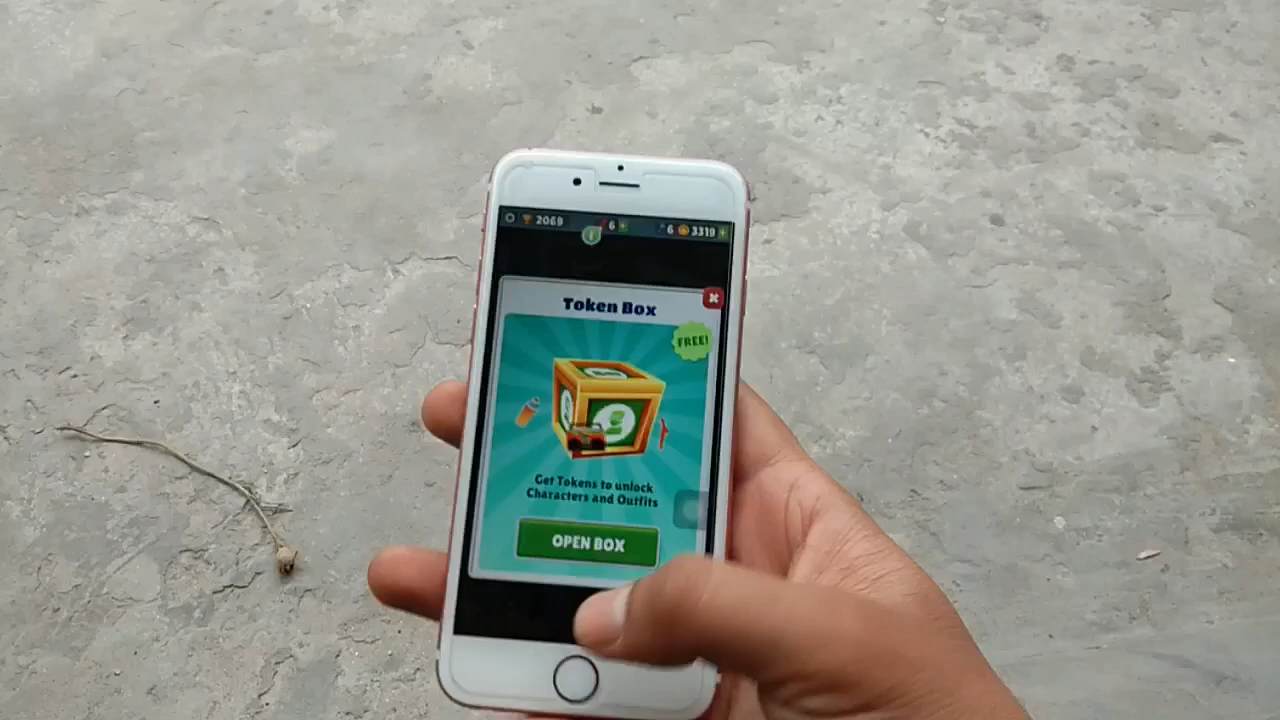 2069 6 6 3319
Token Box
FREE!
Get Tokens to unlock
Characters and Outfits
OPEN BOX